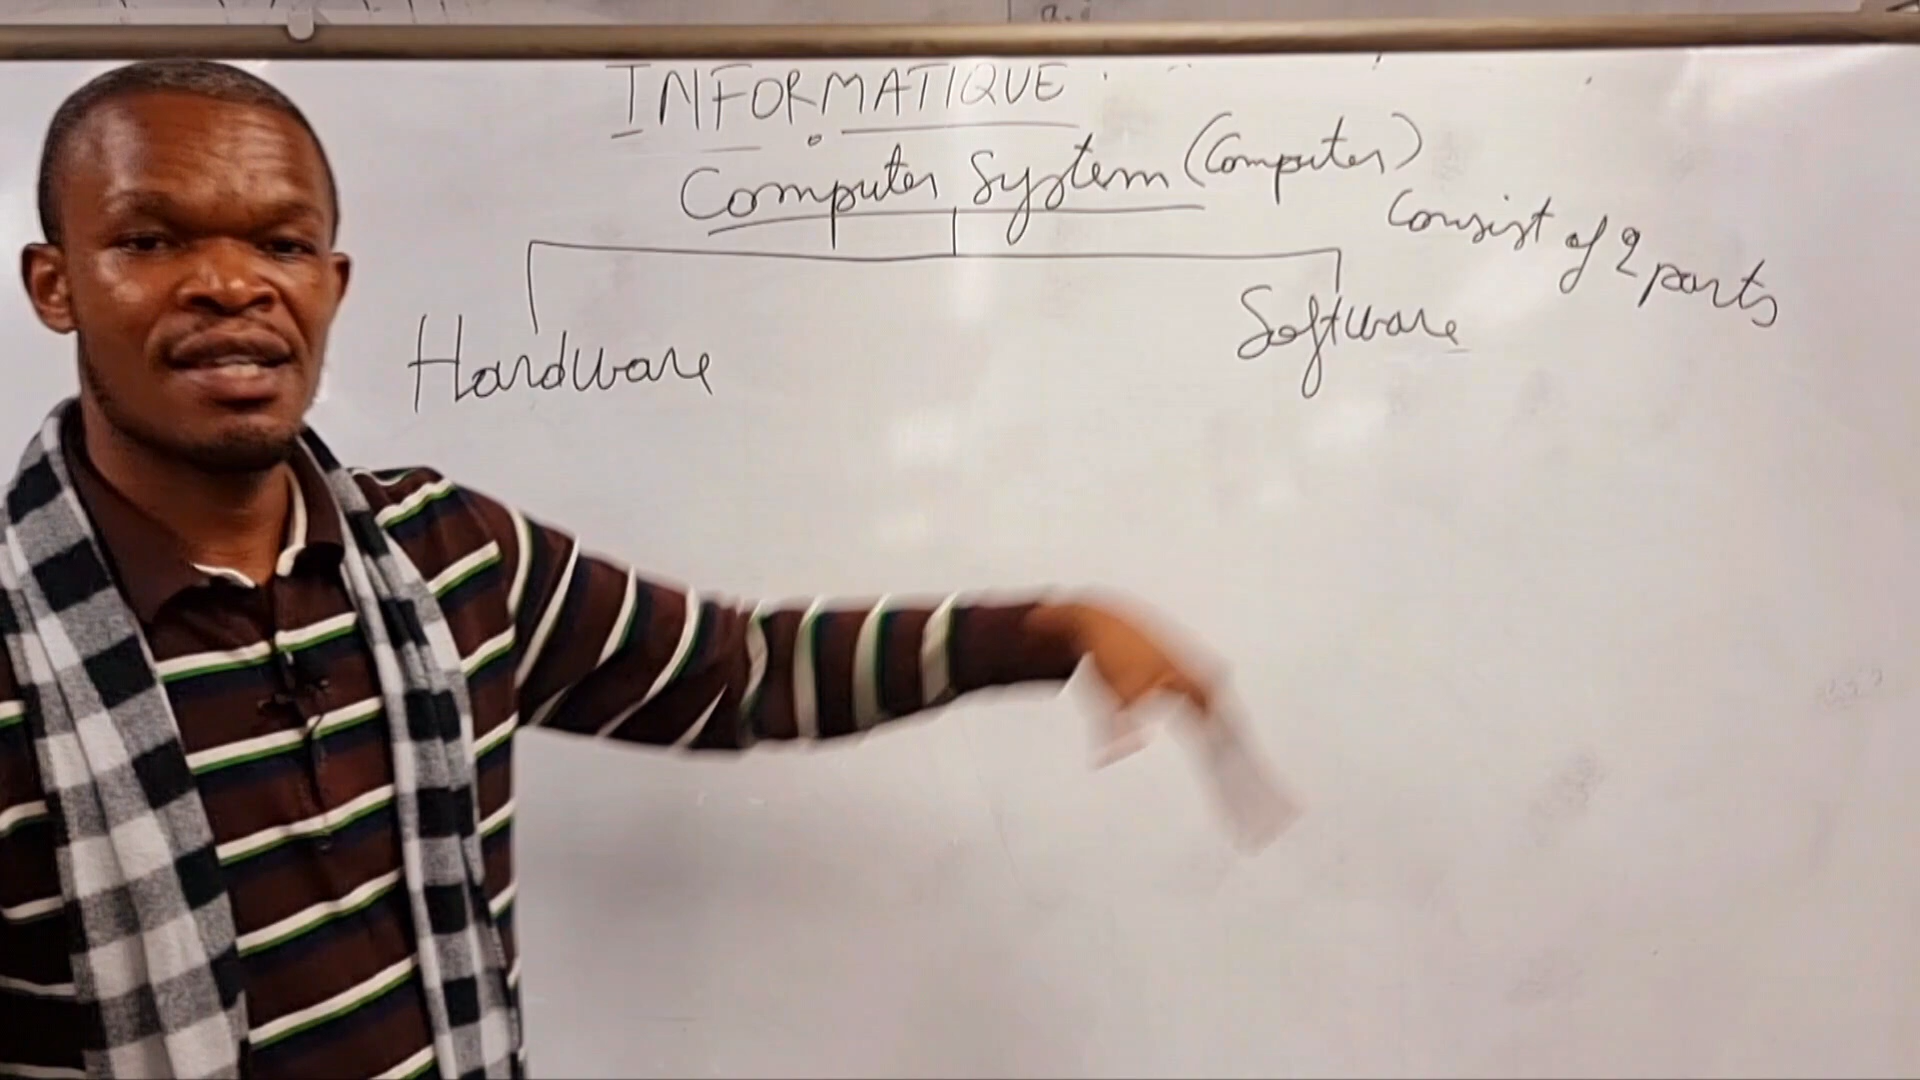 a.
INFORMATIQUE
Computer System (Computer)
Consist of 2 parts
Hardware
Software